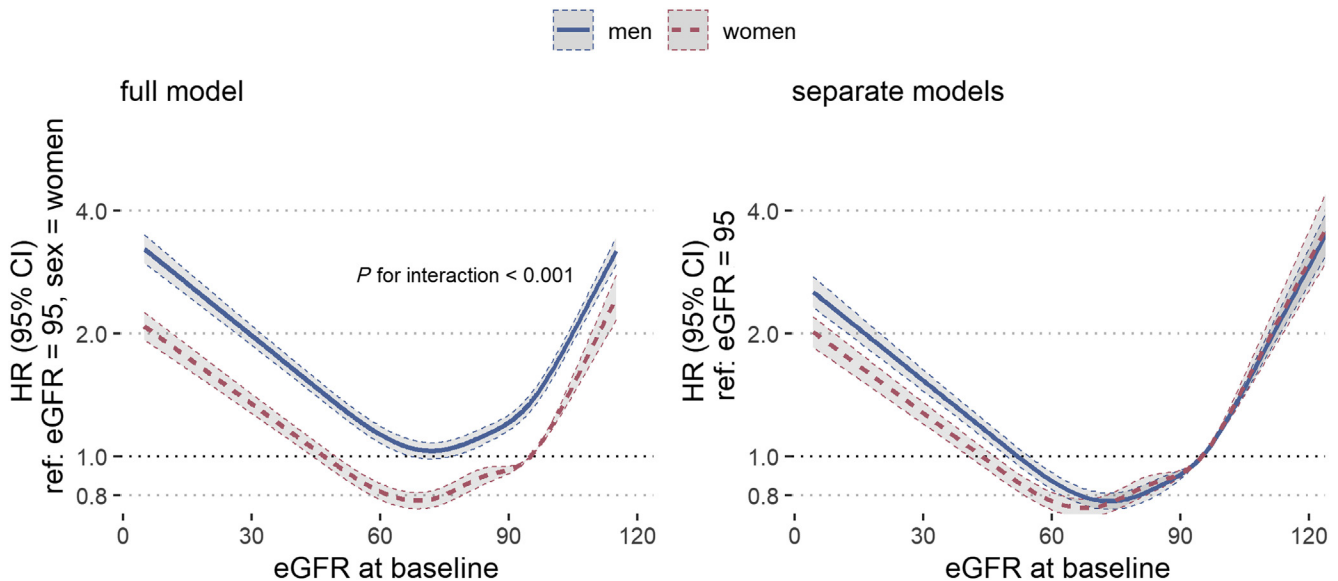 men women
full model
separate models
HR (95% CI)
ref. eGFR = 95, sex = women
4.0
2.0
1.0
0.8
P for interaction < 0.001
0 30 60 90 120
eGFR at baseline
HR (95% CI)
ref. eGFR = 95
4.0
2.0
1.0
0.8
0 30 60 90 120
eGFR at baseline